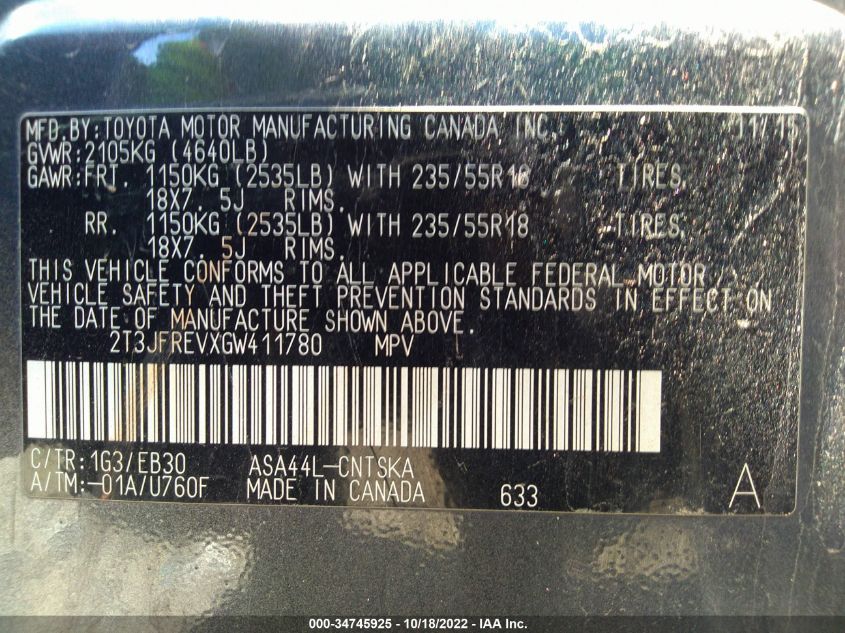 MFD.BY:TOYOTA MOTOR MANUFACTURING CANADA INC. 11/15
GVWR:2105KG (4640LB)
GAWR:FRT. 1150KG (2535LB) WITH 235/55R18 TIRES,
18X7. 5J RIMS.
RR. 1150KG (2535LB) WITH 235/55R18 TIRES,
18X7. 5J RIMS.
THIS VEHICLE CONFORMS TO ALL APPLICABLE FEDERAL MOTOR
VEHICLE SAFETY AND THEFT PREVENTION STANDARDS IN EFFECT ON
THE DATE OF MANUFACTURE SHOWN ABOVE.
2T3JFREVXGW411780 MPV
C/TR:1G3/EB30 ASA44L-CNTSKA
A/TM:-01A/U760F MADE IN CANADA 633 A
000-34745925 - 10/18/2022 - IAA Inc.